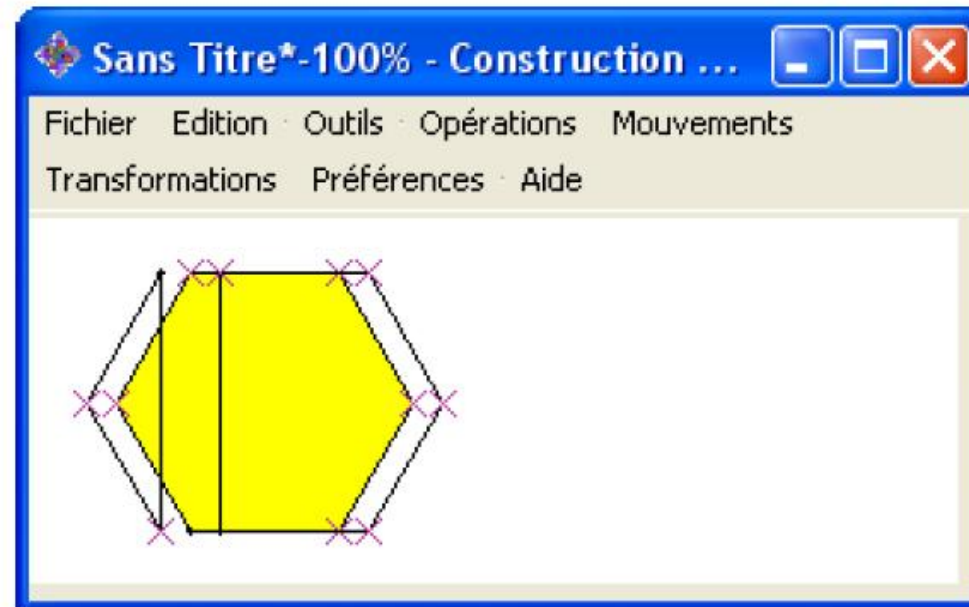 Sans Titre*-100% - Construction ...
Fichier Edition Outils Opérations Mouvements
Transformations Préférences Aide